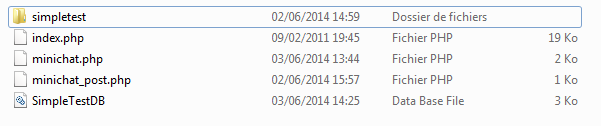 simpletest 02/06/2014 14:59 Dossier de fichiers
index.php 09/02/2011 19:45 Fichier PHP 19 Ko
minichat.php 03/06/2014 13:44 Fichier PHP 2 Ko
minichat_post.php 02/06/2014 15:57 Fichier PHP 1 Ko
SimpleTestDB 03/06/2014 14:25 Data Base File 3 Ko